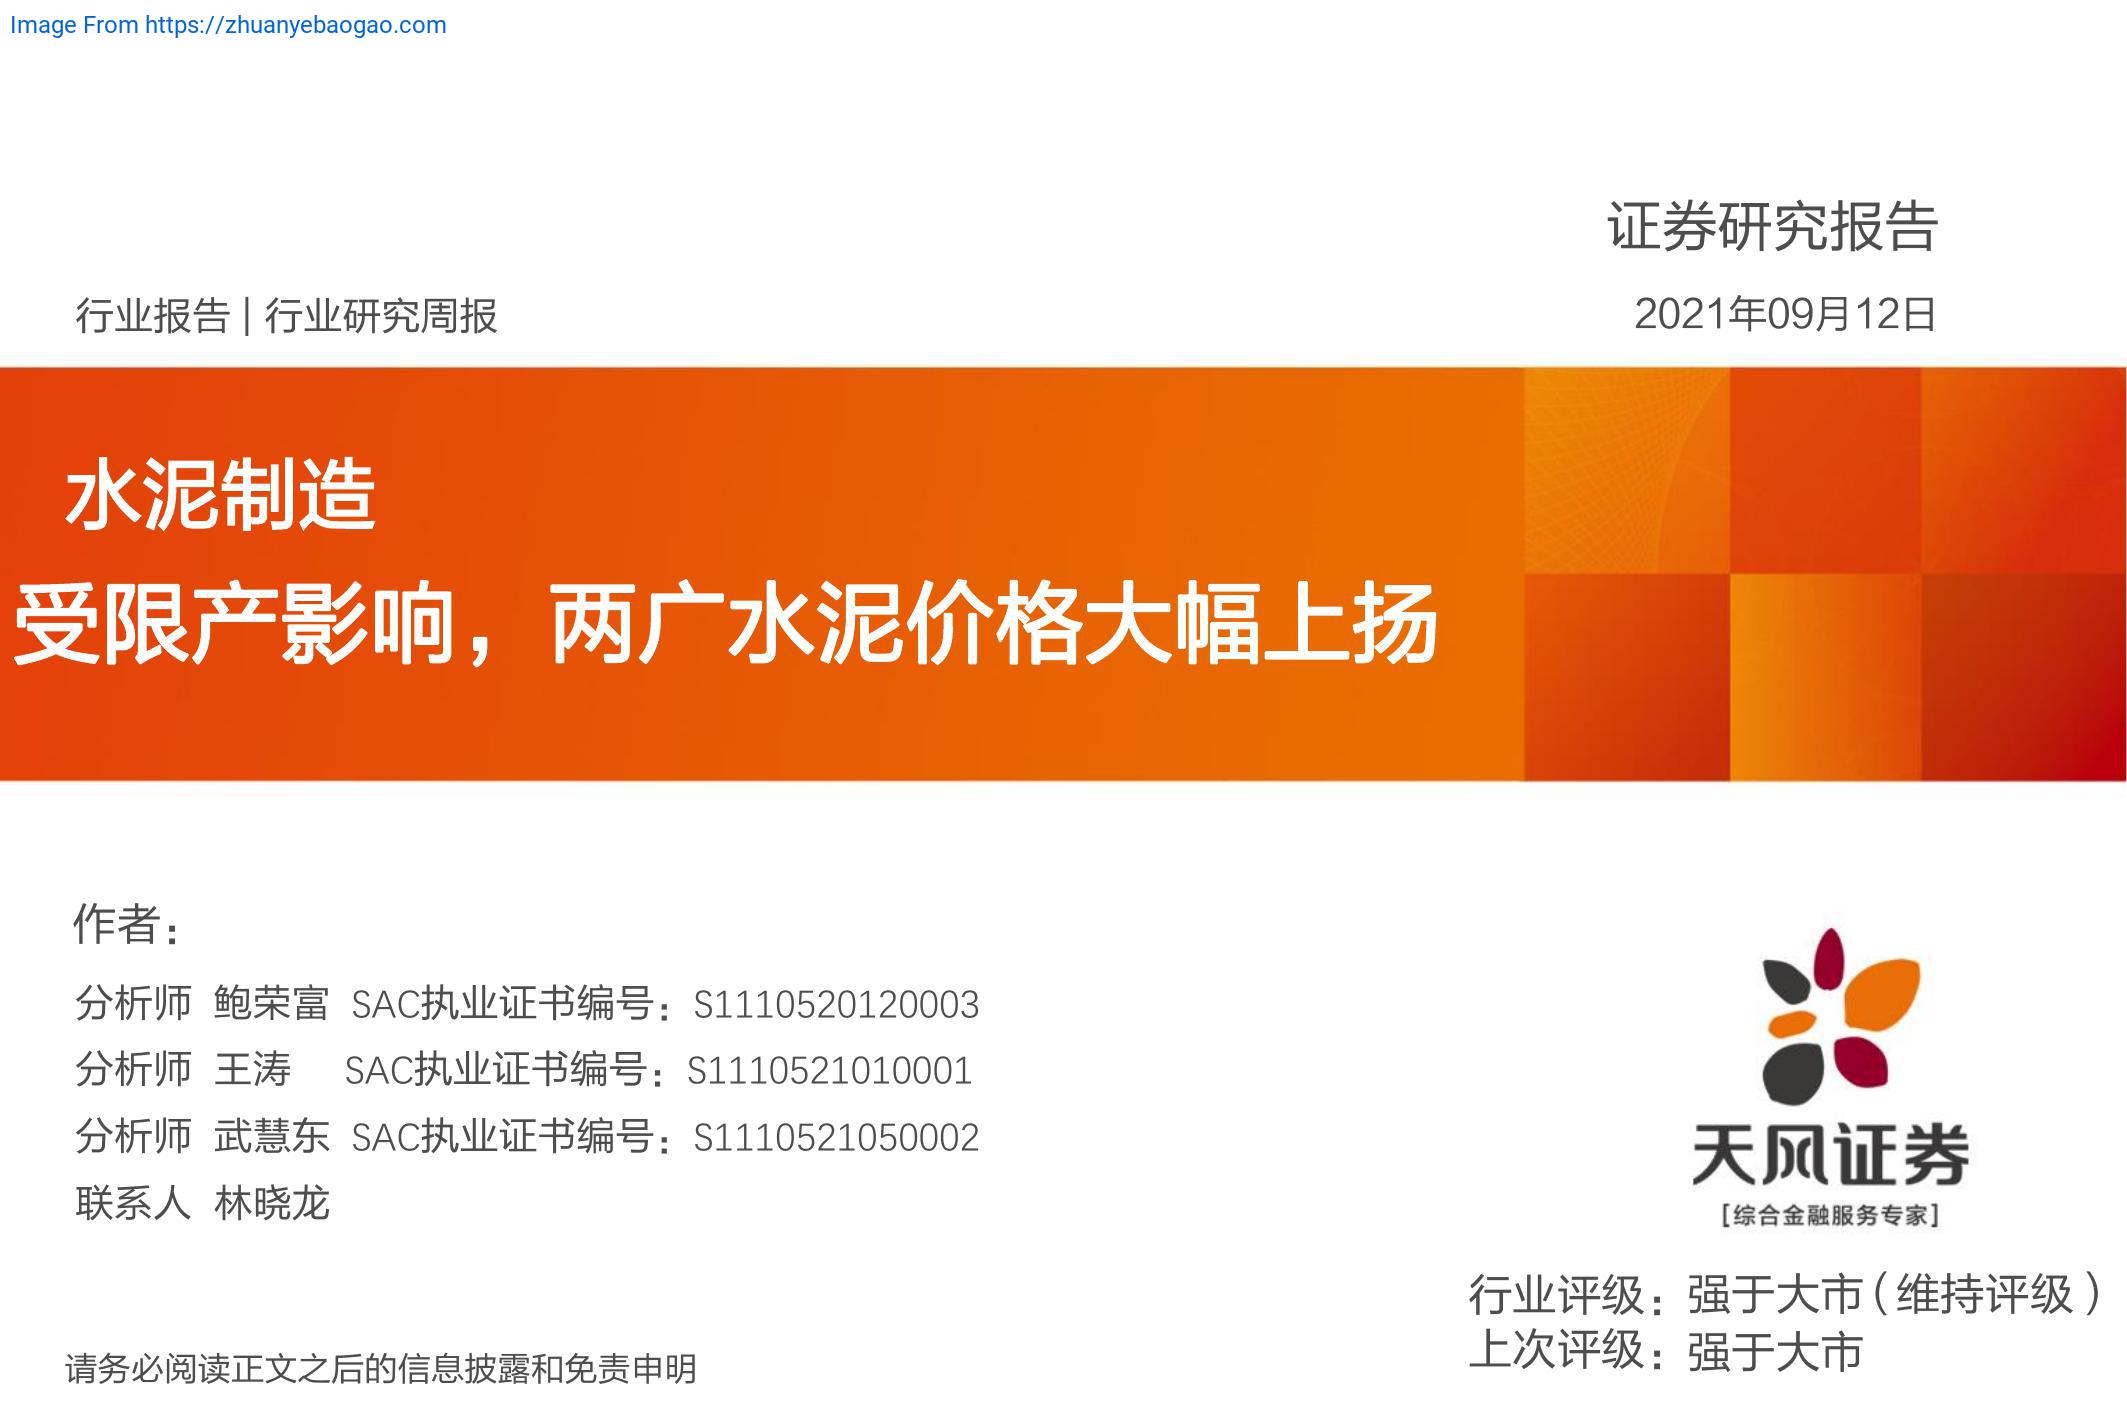 Image From https://zhuanyebaogao.com
证券研究报告
行业报告 | 行业研究周报
2021年09月12日
水泥制造
受限产影响，两广水泥价格大幅上扬
作者：
分析师 鲍荣富 SAC执业证书编号：S1110520120003
分析师 王涛 SAC执业证书编号：S1110521010001
分析师 武慧东 SAC执业证书编号：S1110521050002
联系人 林晓龙
天风证券
[综合金融服务专家]
行业评级：强于大市（维持评级）
上次评级：强于大市
请务必阅读正文之后的信息披露和免责申明